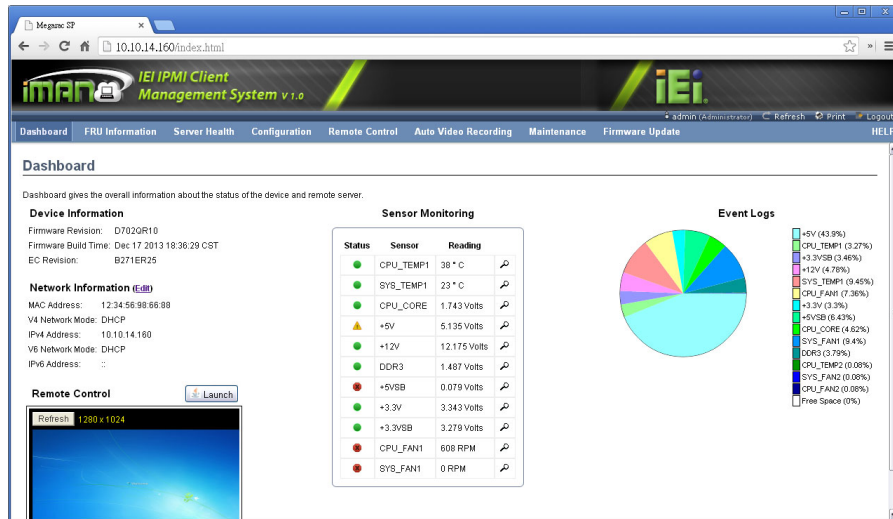 Megarac SP
10.10.14.160/index.html
iMAN
IEI IPMI Client
Management System v 1.0
iEi.
admin (Administrator) Refresh Print Logout
Dashboard FRU Information Server Health Configuration Remote Control Auto Video Recording Maintenance Firmware Update HELP
Dashboard
Dashboard gives the overall information about the status of the device and remote server.
Device Information
Firmware Revision: D702QR10
Firmware Build Time: Dec 17 2013 18:36:29 CST
EC Revision: B271ER25
Network Information (Edit)
MAC Address: 12:34:56:98:66:88
V4 Network Mode: DHCP
IPv4 Address: 10.10.14.160
V6 Network Mode: DHCP
IPv6 Address: ::
Remote Control Launch
Refresh 1280 x 1024
Sensor Monitoring
Status Sensor Reading
CPU_TEMP1 38 ° C
SYS_TEMP1 23 ° C
CPU_CORE 1.743 Volts
+5V 5.135 Volts
+12V 12.175 Volts
DDR3 1.487 Volts
+5VSB 0.079 Volts
+3.3V 3.343 Volts
+3.3VSB 3.279 Volts
CPU_FAN1 608 RPM
SYS_FAN1 0 RPM
Event Logs
+5V (43.9%)
CPU_TEMP1 (3.27%)
+3.3VSB (3.46%)
+12V (4.78%)
SYS_TEMP1 (9.45%)
CPU_FAN1 (7.36%)
+3.3V (3.3%)
+5VSB (6.43%)
CPU_CORE (4.62%)
SYS_FAN1 (9.4%)
DDR3 (3.79%)
CPU_TEMP2 (0.08%)
SYS_FAN2 (0.08%)
CPU_FAN2 (0.08%)
Free Space (0%)